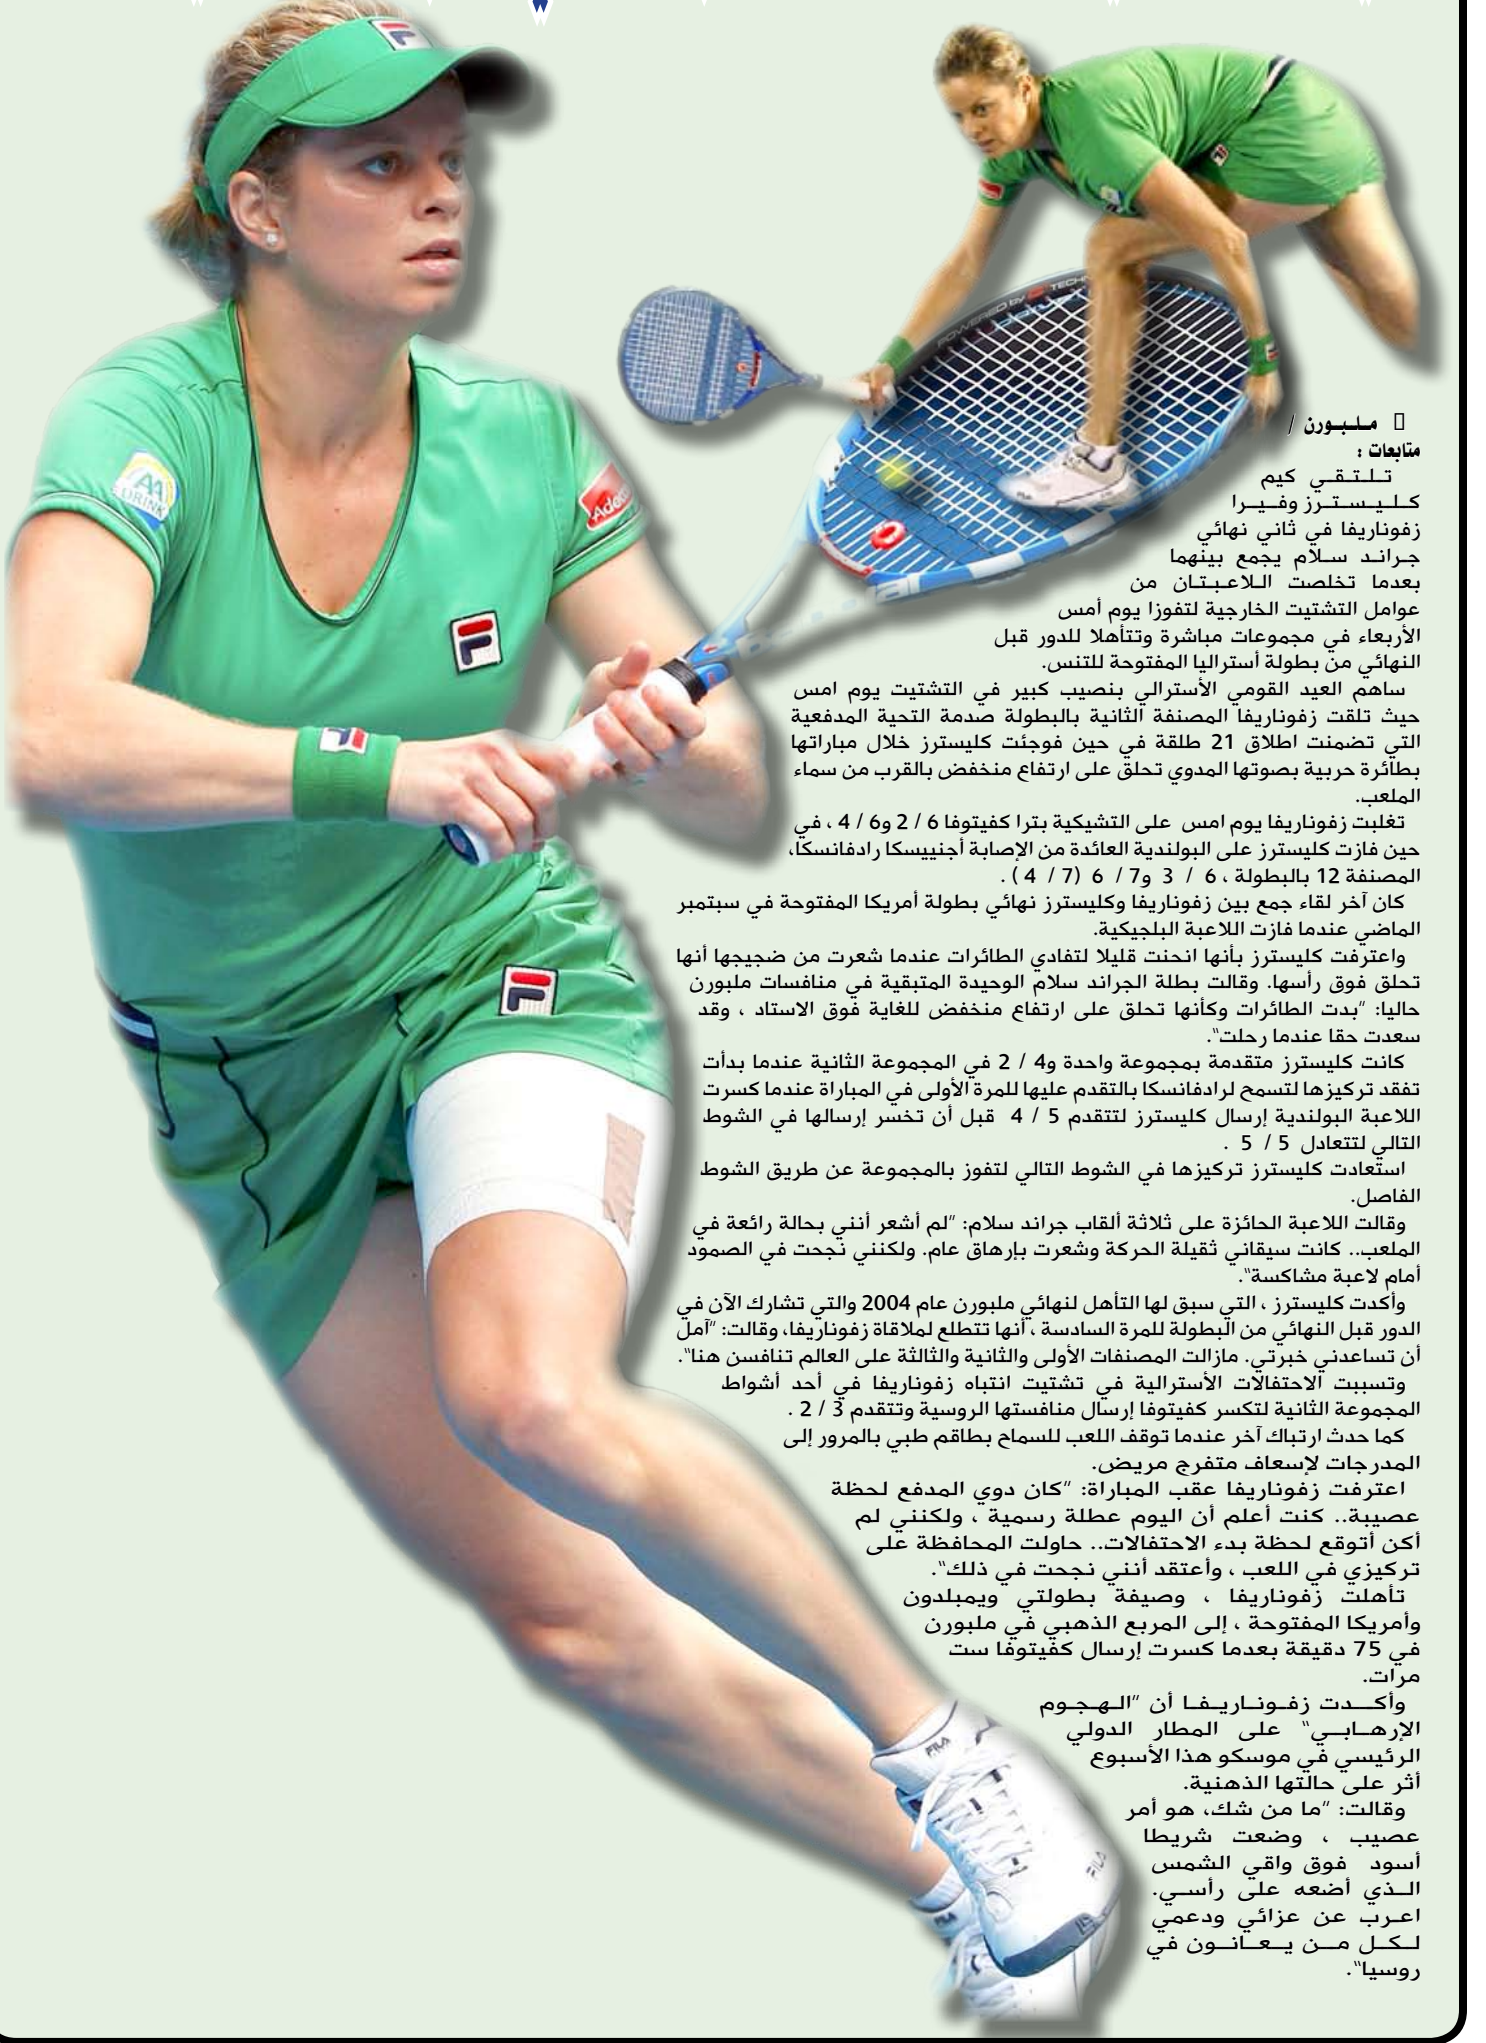 ملبورن /
متابعات :
تلتقي كيم
كليسترز وفيرا
زفوناريفا في ثاني نهائي
جراند سلام يجمع بينهما
بعدما تخلصت اللاعبتان من
عوامل التشتيت الخارجية لتفوزا يوم أمس
الأربعاء في مجموعات مباشرة وتتأهلا للدور قبل
النهائي من بطولة أستراليا المفتوحة للتنس.
ساهم العيد القومي الأسترالي بنصيب كبير في التشتيت يوم امس
حيث تلقت زفوناريفا المصنفة الثانية بالبطولة صدمة التحية المدفعية
التي تضمنت اطلاق 21 طلقة في حين فوجئت كليسترز خلال مباراتها
بطائرة حربية بصوتها المدوي تحلق على ارتفاع منخفض بالقرب من سماء
الملعب.
تغلبت زفوناريفا يوم امس على التشيكية بترا كفيتوفا 6 / 2 و6 / 4 ، في
حين فازت كليسترز على البولندية العائدة من الإصابة أجنييسكا رادفانسكا،
المصنفة 12 بالبطولة ، 6 / 3 و7 / 6 (7 / 4 ) .
كان آخر لقاء جمع بين زفوناريفا وكليسترز نهائي بطولة أمريكا المفتوحة في سبتمبر
الماضي عندما فازت اللاعبة البلجيكية.
واعترفت كليسترز بأنها انحنت قليلا لتفادي الطائرات عندما شعرت من ضجيجها أنها
تحلق فوق رأسها. وقالت بطلة الجراند سلام الوحيدة المتبقية في منافسات ملبورن
حاليا: "بدت الطائرات وكأنها تحلق على ارتفاع منخفض للغاية فوق الاستاد ، وقد
سعدت حقا عندما رحلت".
كانت كليسترز متقدمة بمجموعة واحدة و4 / 2 في المجموعة الثانية عندما بدأت
تفقد تركيزها لتسمح لرادفانسكا بالتقدم عليها للمرة الأولى في المباراة عندما كسرت
اللاعبة البولندية إرسال كليسترز لتتقدم 5 / 4 قبل أن تخسر إرسالها في الشوط
التالي لتتعادل 5 / 5 .
استعادت كليسترز تركيزها في الشوط التالي لتفوز بالمجموعة عن طريق الشوط
الفاصل.
وقالت اللاعبة الحائزة على ثلاثة ألقاب جراند سلام: "لم أشعر أنني بحالة رائعة في
الملعب.. كانت سيقاني ثقيلة الحركة وشعرت بإرهاق عام. ولكنني نجحت في الصمود
أمام لاعبة مشاكسة".
وأكدت كليسترز ، التي سبق لها التأهل لنهائي ملبورن عام 2004 والتي تشارك الآن في
الدور قبل النهائي من البطولة للمرة السادسة ، أنها تتطلع لملاقاة زفوناريفا، وقالت: "آمل
أن تساعدني خبرتي. مازالت المصنفات الأولى والثانية والثالثة على العالم تنافسن هنا".
وتسببت الاحتفالات الأسترالية في تشتيت انتباه زفوناريفا في أحد أشواط
المجموعة الثانية لتكسر كفيتوفا إرسال منافستها الروسية وتتقدم 3 / 2 .
كما حدث ارتباك آخر عندما توقف اللعب للسماح بطاقم طبي بالمرور إلى
المدرجات لإسعاف متفرج مريض.
اعترفت زفوناريفا عقب المباراة: "كان دوي المدفع لحظة
عصيبة.. كنت أعلم أن اليوم عطلة رسمية ، ولكنني لم
أكن أتوقع لحظة بدء الاحتفالات.. حاولت المحافظة على
تركيزي في اللعب ، وأعتقد أنني نجحت في ذلك".
تأهلت زفوناريفا ، وصيفة بطولتي ويمبلدون
وأمريكا المفتوحة ، إلى المربع الذهبي في ملبورن
في 75 دقيقة بعدما كسرت إرسال كفيتوفا ست
مرات.
وأكدت زفوناريفا أن "الهجوم
الإرهابي" على المطار الدولي
الرئيسي في موسكو هذا الأسبوع
أثر على حالتها الذهنية.
وقالت: "ما من شك، هو أمر
عصيب ، وضعت شريطا
أسود فوق واقي الشمس
الذي أضعه على رأسي.
اعرب عن عزائي ودعمي
لكل من يعانون في
روسيا".
AA
DRINK
FILA
FILA
FILA
POWERED BY